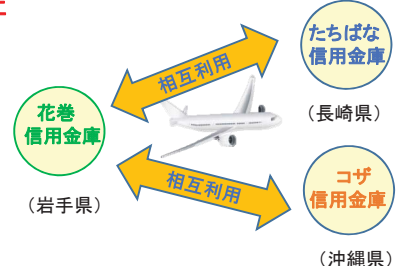 たちばな
信用金庫
(長崎県)
相互利用
花巻
信用金庫
(岩手県)
相互利用
コザ
信用金庫
(沖縄県)